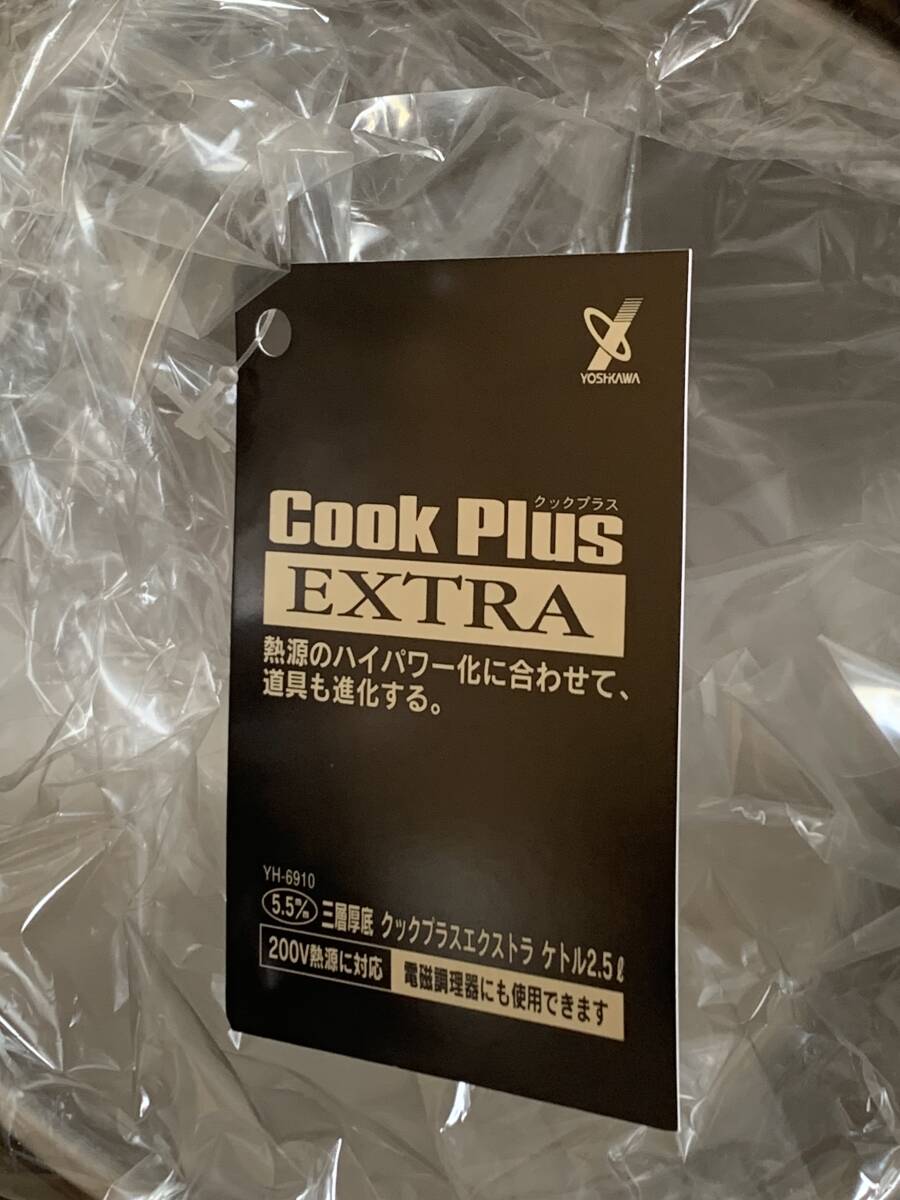 YOSHIKAWA
クックプラス
Cook Plus
EXTRA
熱源のハイパワー化に合わせて、
道具も進化する。
YH-6910
5.5m/m 三層厚底 クックプラスエクストラ ケトル2.5ℓ
200V熱源に対応 電磁調理器にも使用できます